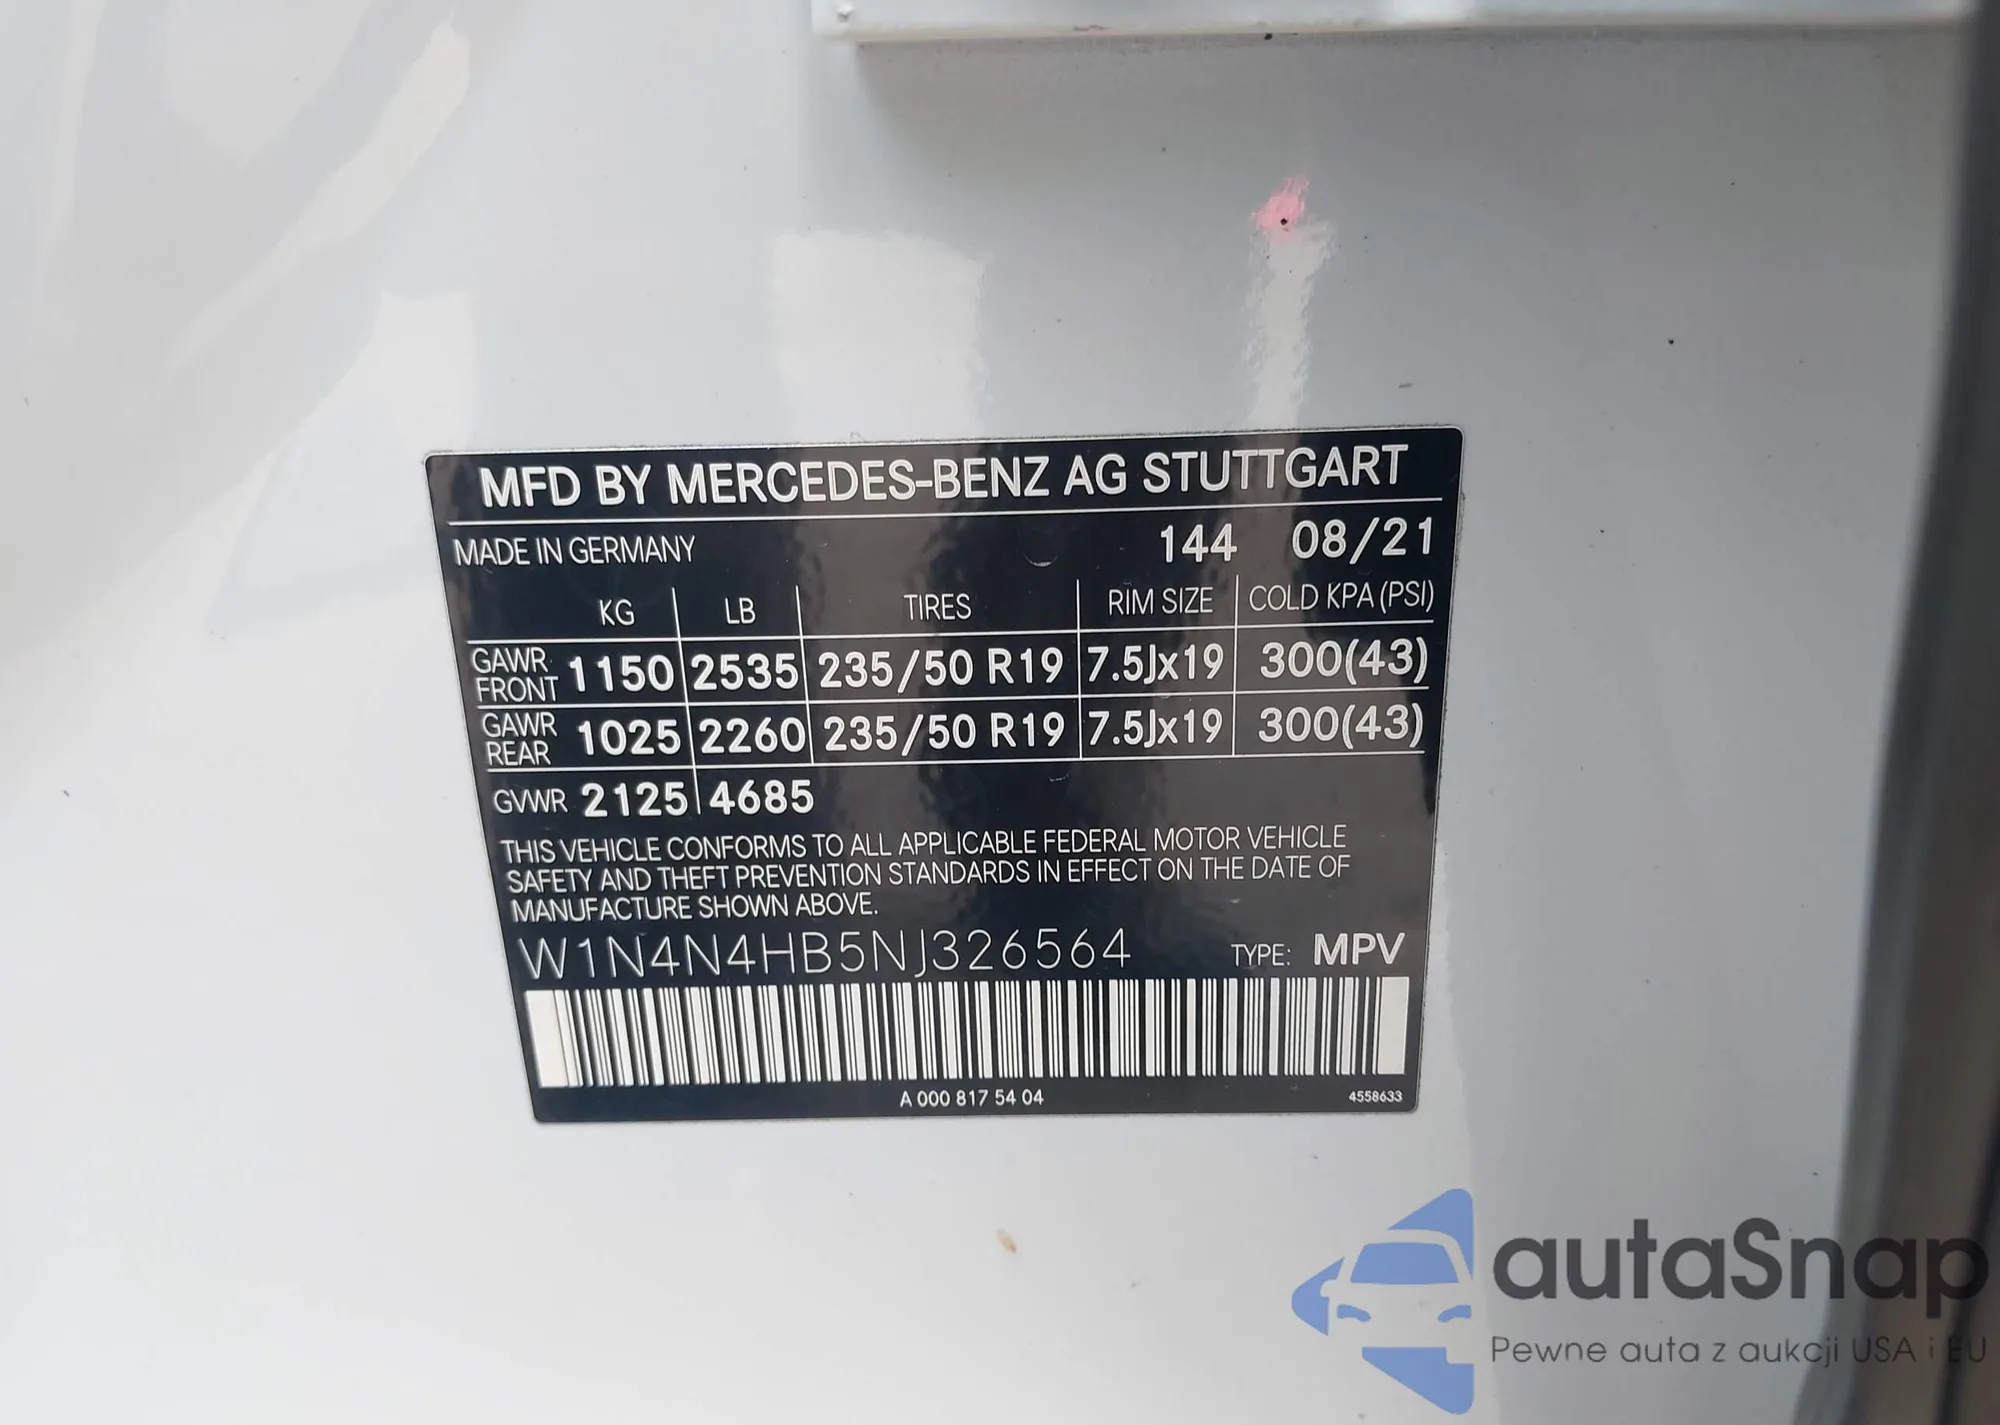 MFD BY MERCEDES-BENZ AG STUTTGART
MADE IN GERMANY 144 08/21
KG LB TIRES RIM SIZE COLD KPA (PSI)
GAWR FRONT 1150 2535 235/50 R19 7.5Jx19 300(43)
GAWR REAR 1025 2260 235/50 R19 7.5Jx19 300(43)
GVWR 2125 4685
THIS VEHICLE CONFORMS TO ALL APPLICABLE FEDERAL MOTOR VEHICLE
SAFETY AND THEFT PREVENTION STANDARDS IN EFFECT ON THE DATE OF
MANUFACTURE SHOWN ABOVE.
W1N4N4HB5NJ326564 TYPE: MPV
A 000 817 54 04 4558633
autaSnap
Pewne auta z aukcji USA i EU